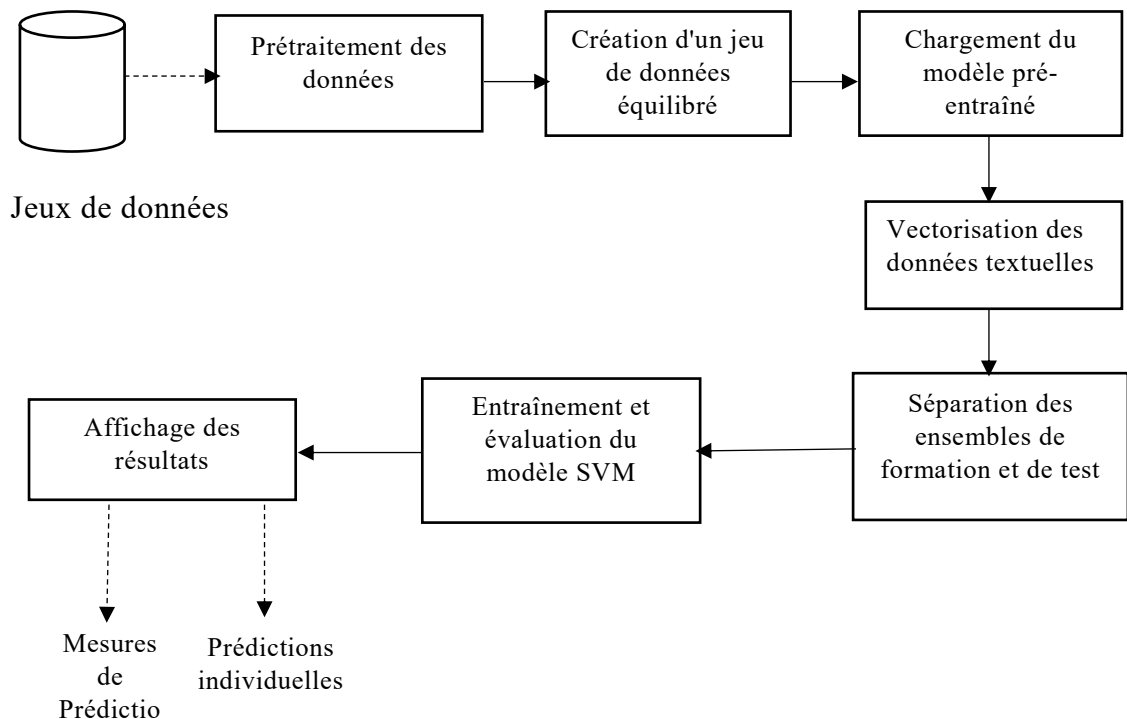 Prétraitement des
données
Création d'un jeu
de données
équilibré
Chargement du
modèle pré-
entraîné
Jeux de données
Vectorisation des
données textuelles
Séparation des
ensembles de
formation et de test
Entraînement et
évaluation du
modèle SVM
Affichage des
résultats
Mesures
de
Prédictio
Prédictions
individuelles